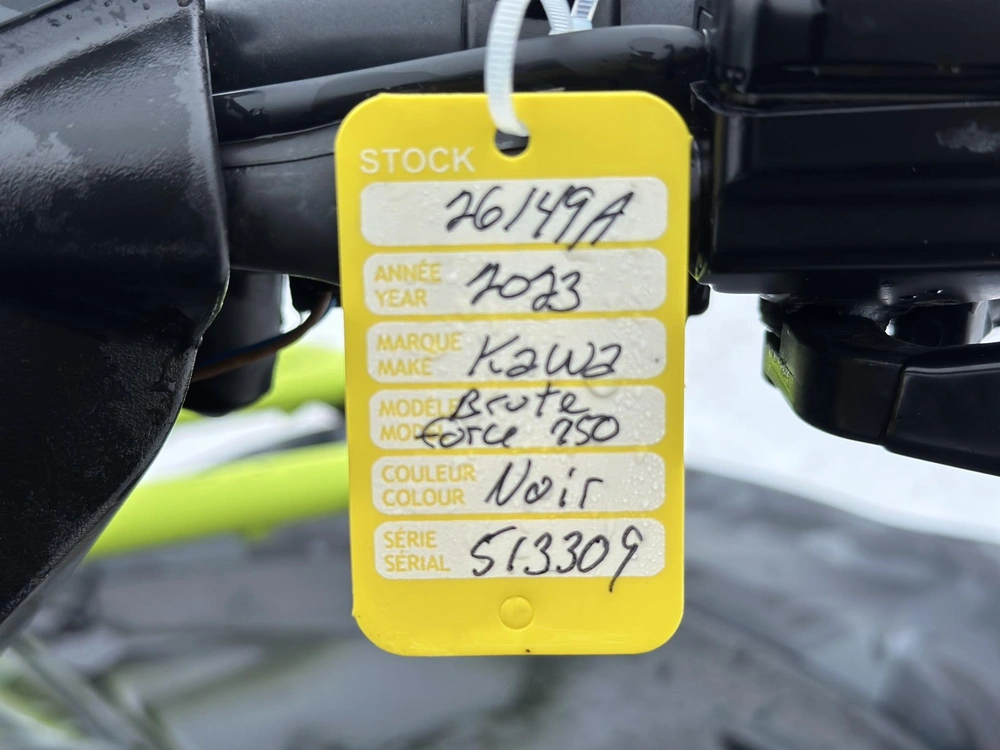 STOCK
26149A
ANNÉE
YEAR
2023
MARQUE
MAKE
Kawa
MODÈLE
MODEL
Brute
force 750
COULEUR
COLOUR
Noir
SÉRIE
SÉRIAL
513309